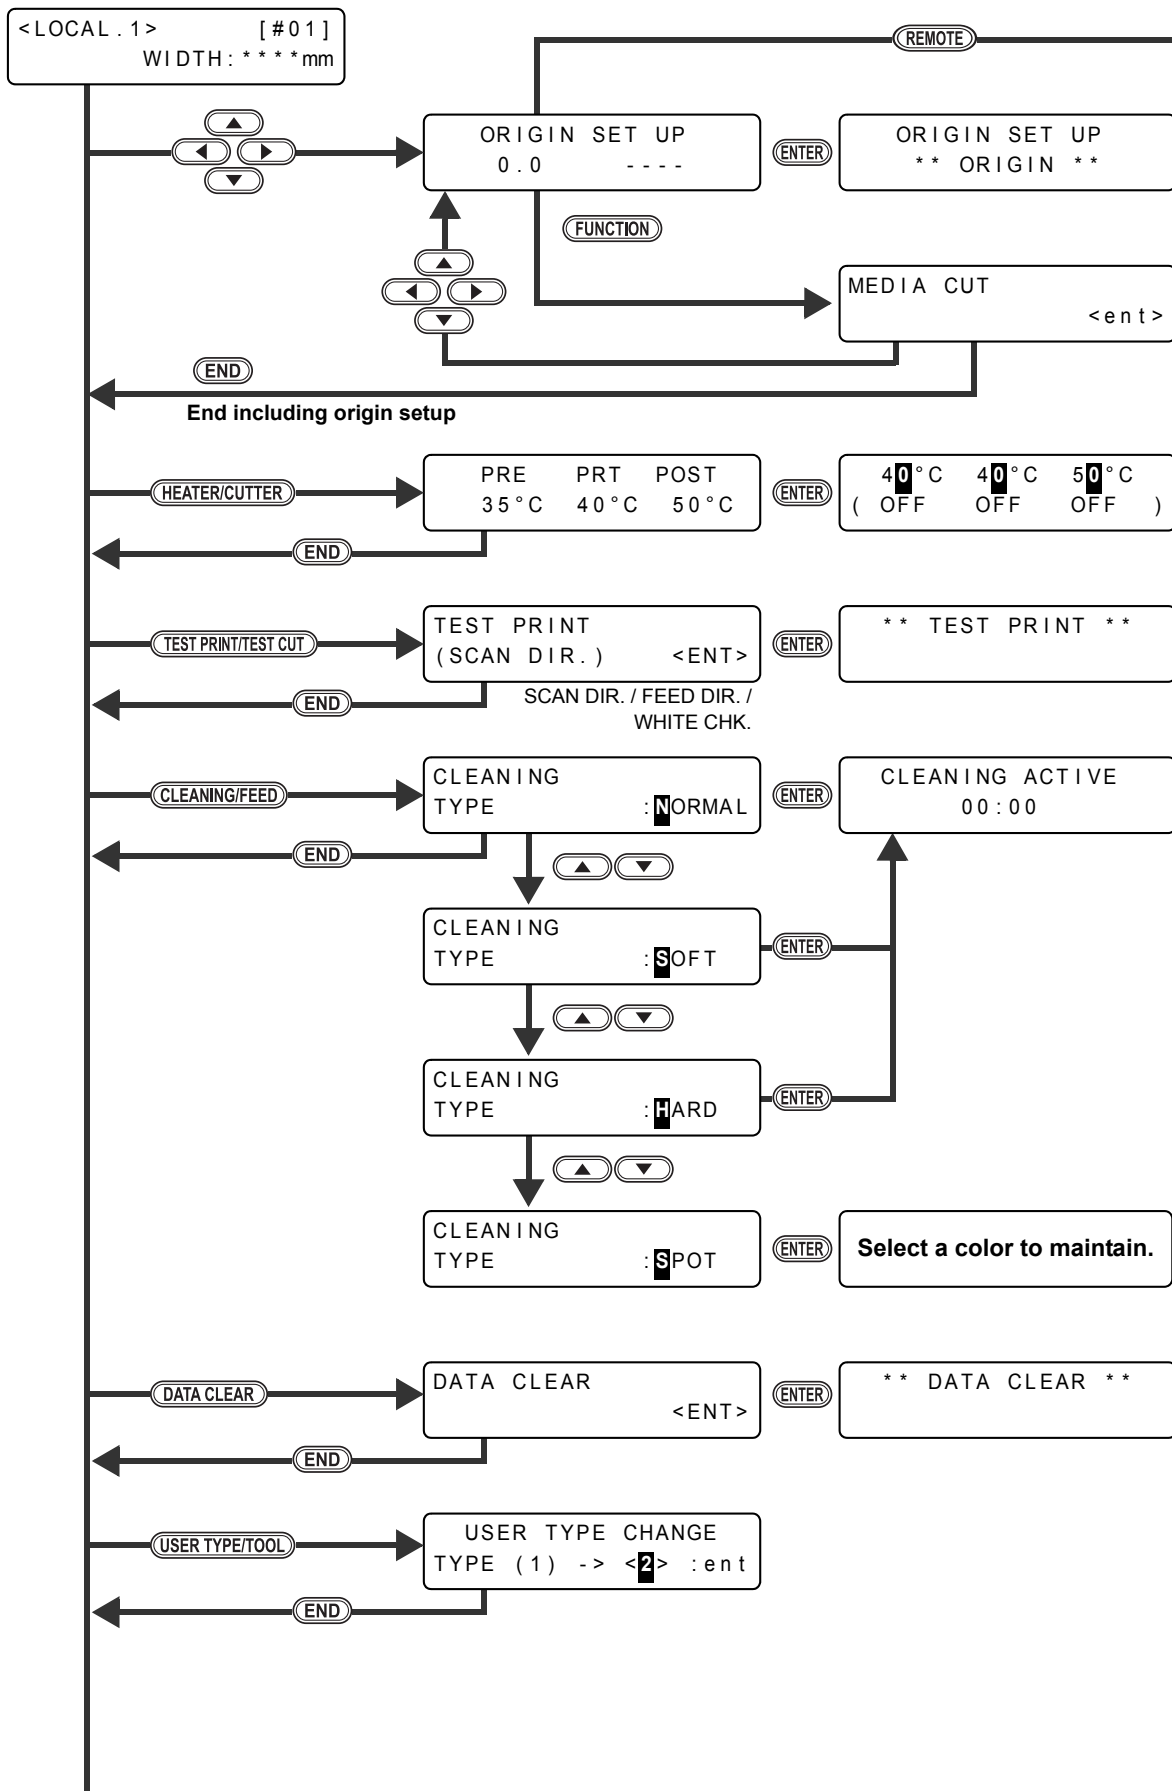 <LOCAL.1> [#01]
WIDTH:****mm
REMOTE
ORIGIN SET UP
0.0 ----
ENTER
ORIGIN SET UP
** ORIGIN **
FUNCTION
MEDIA CUT
<ent>
END
End including origin setup
HEATER/CUTTER
PRE PRT POST
35°C 40°C 50°C
ENTER
40°C 40°C 50°C
( OFF OFF OFF )
END
TEST PRINT/TEST CUT
TEST PRINT
(SCAN DIR.) <ENT>
ENTER
** TEST PRINT **
END
SCAN DIR. / FEED DIR. /
WHITE CHK.
CLEANING/FEED
CLEANING
TYPE :NORMAL
ENTER
CLEANING ACTIVE
00:00
END
CLEANING
TYPE :SOFT
ENTER
CLEANING
TYPE :HARD
ENTER
CLEANING
TYPE :SPOT
ENTER
Select a color to maintain.
DATA CLEAR
DATA CLEAR
<ENT>
ENTER
** DATA CLEAR **
END
USER TYPE/TOOL
USER TYPE CHANGE
TYPE (1) -> <2> :ent
END